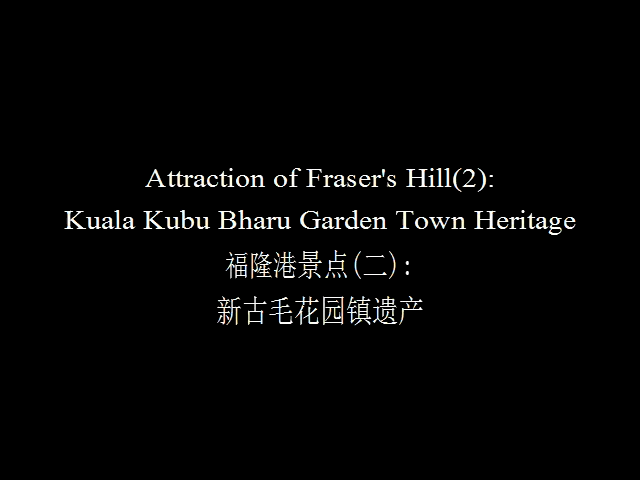 Attraction of Fraser's Hill(2):
Kuala Kubu Bharu Garden Town Heritage
福隆港景点(二):
新古毛花园镇遗产